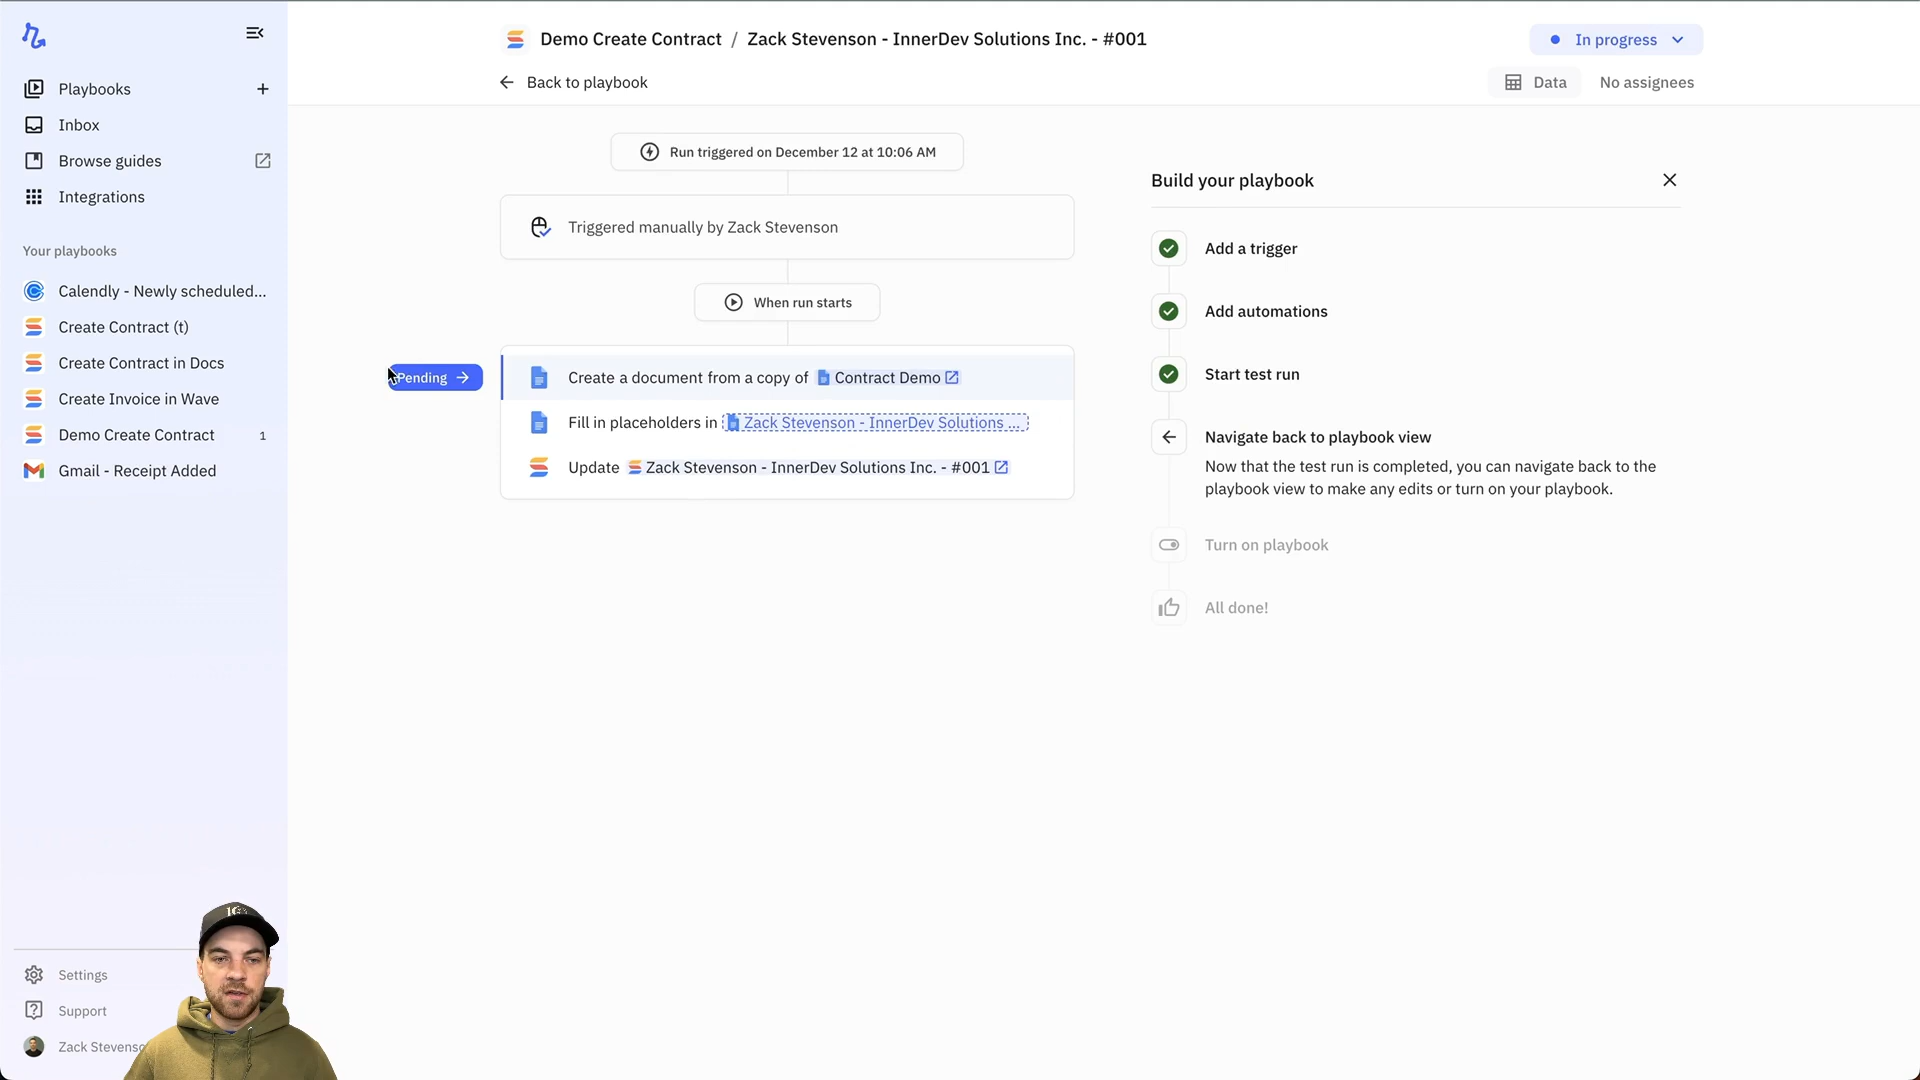 Demo Create Contract / Zack Stevenson - InnerDev Solutions Inc. - #001
In progress
Back to playbook
Data
No assignees
Playbooks
Inbox
Browse guides
Integrations
Your playbooks
Calendly - Newly scheduled...
Create Contract (t)
Create Contract in Docs
Create Invoice in Wave
Demo Create Contract 1
Gmail - Receipt Added
Settings
Support
Zack Stevenso
Run triggered on December 12 at 10:06 AM
Triggered manually by Zack Stevenson
When run starts
Pending
Create a document from a copy of Contract Demo
Fill in placeholders in Zack Stevenson - InnerDev Solutions ...
Update Zack Stevenson - InnerDev Solutions Inc. - #001
Build your playbook
Add a trigger
Add automations
Start test run
Navigate back to playbook view
Now that the test run is completed, you can navigate back to the
playbook view to make any edits or turn on your playbook.
Turn on playbook
All done!